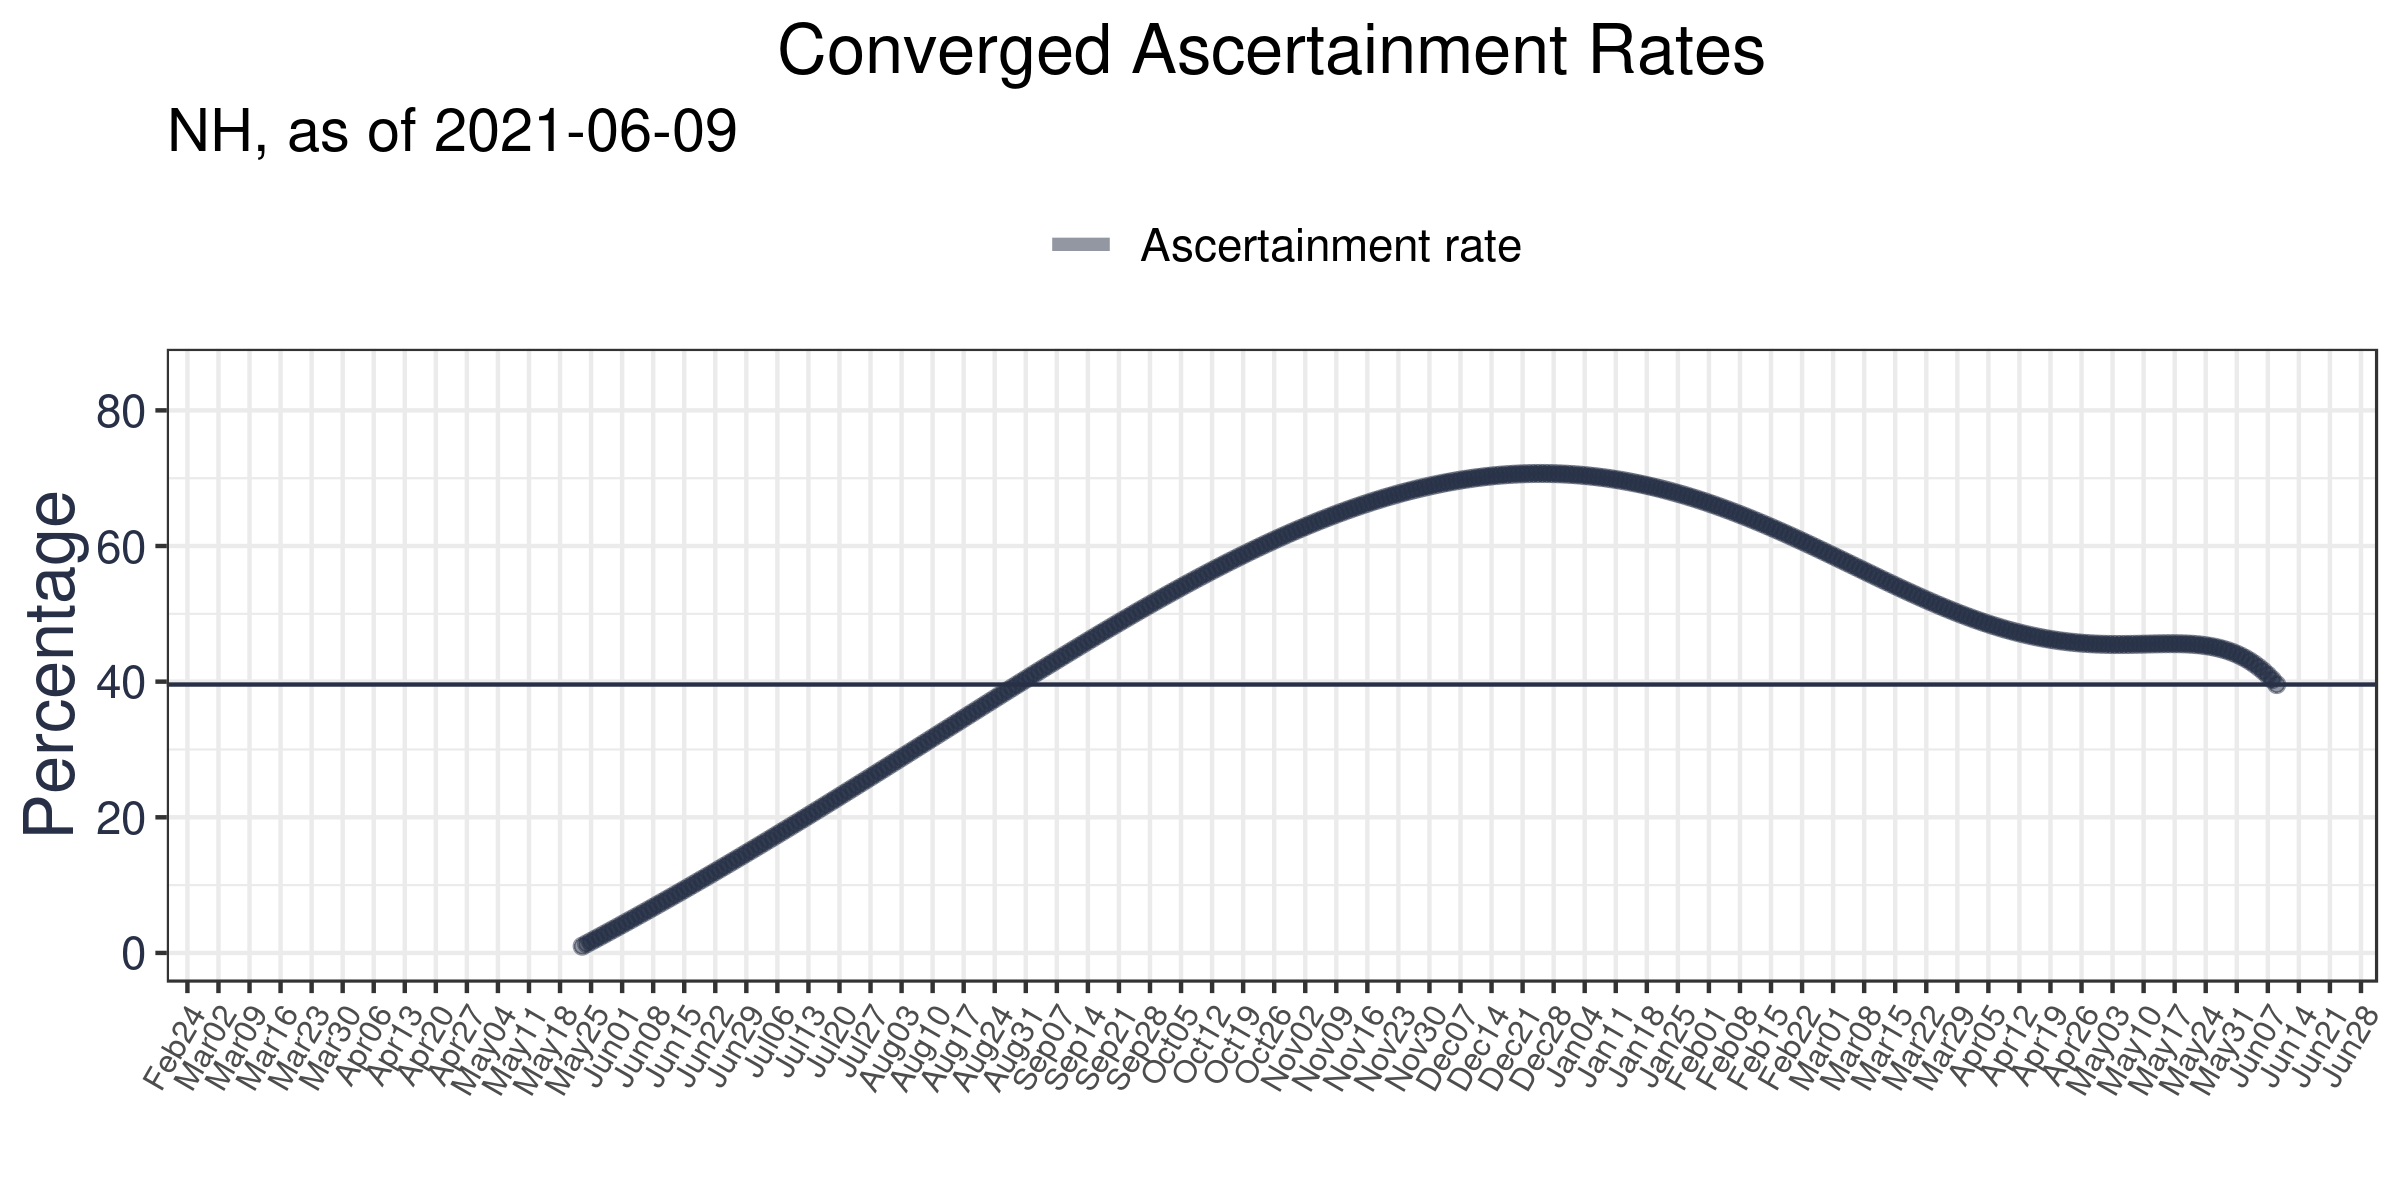 Converged Ascertainment Rates
NH, as of 2021-06-09
Ascertainment rate
Percentage
80
60
40
20
0
Feb24
Mar02
Mar09
Mar16
Mar23
Mar30
Apr06
Apr13
Apr20
Apr27
May04
May11
May18
May25
Jun01
Jun08
Jun15
Jun22
Jun29
Jul06
Jul13
Jul20
Jul27
Aug03
Aug10
Aug17
Aug24
Aug31
Sep07
Sep14
Sep21
Sep28
Oct05
Oct12
Oct19
Oct26
Nov02
Nov09
Nov16
Nov23
Nov30
Dec07
Dec14
Dec21
Dec28
Jan04
Jan11
Jan18
Jan25
Feb01
Feb08
Feb15
Feb22
Mar01
Mar08
Mar15
Mar22
Mar29
Apr05
Apr12
Apr19
Apr26
May03
May10
May17
May24
May31
Jun07
Jun14
Jun21
Jun28